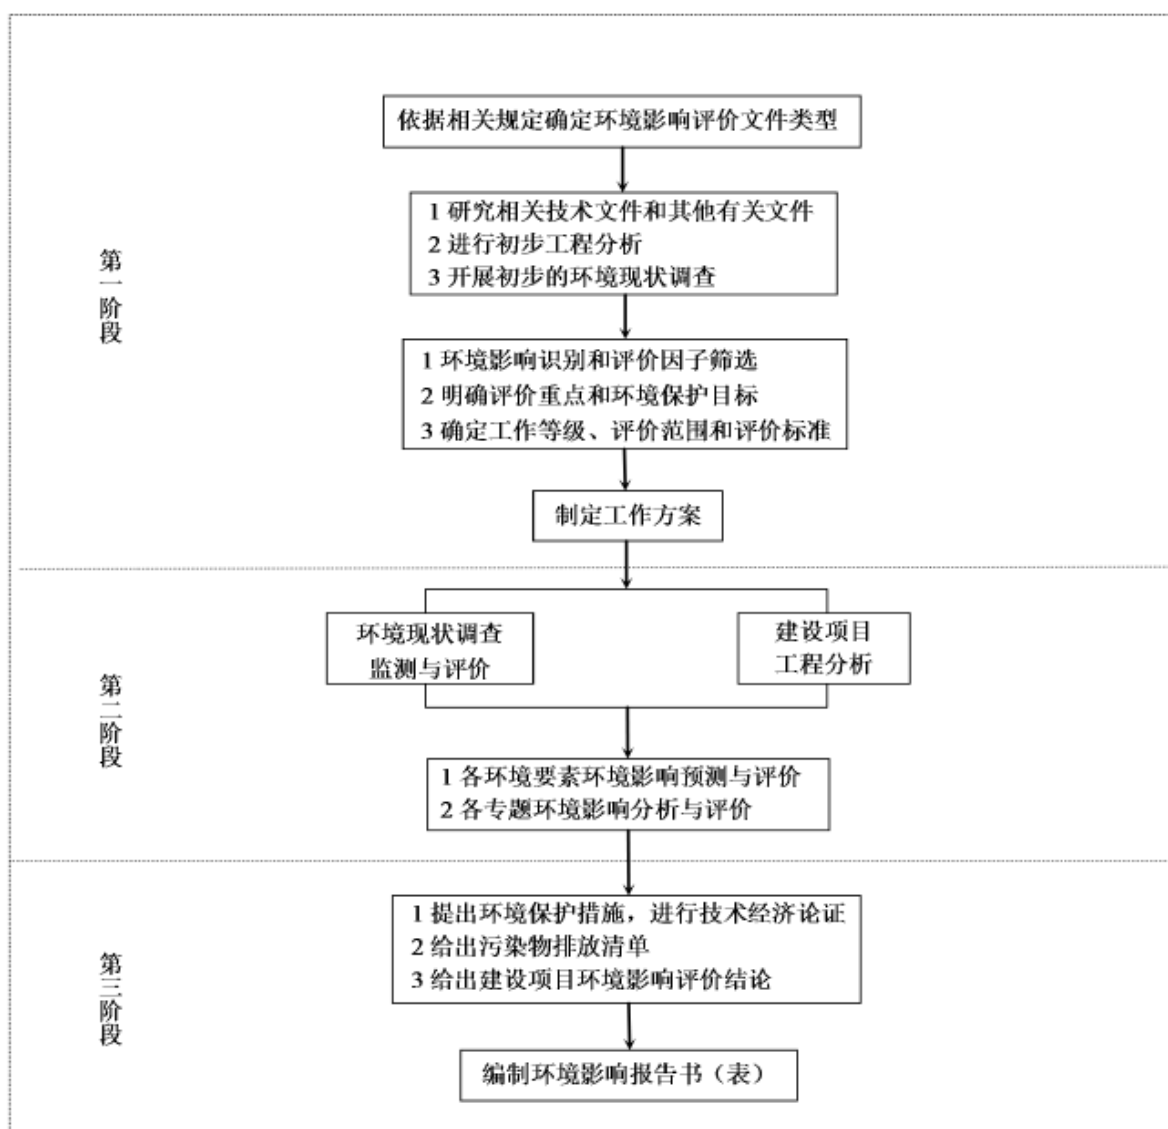 依据相关规定确定环境影响评价文件类型
第一阶段
1 研究相关技术文件和其他有关文件
2 进行初步工程分析
3 开展初步的环境现状调查
1 环境影响识别和评价因子筛选
2 明确评价重点和环境保护目标
3 确定工作等级、评价范围和评价标准
制定工作方案
第二阶段
环境现状调查
监测与评价
建设项目
工程分析
1 各环境要素环境影响预测与评价
2 各专题环境影响分析与评价
第三阶段
1 提出环境保护措施，进行技术经济论证
2 给出污染物排放清单
3 给出建设项目环境影响评价结论
编制环境影响报告书（表）